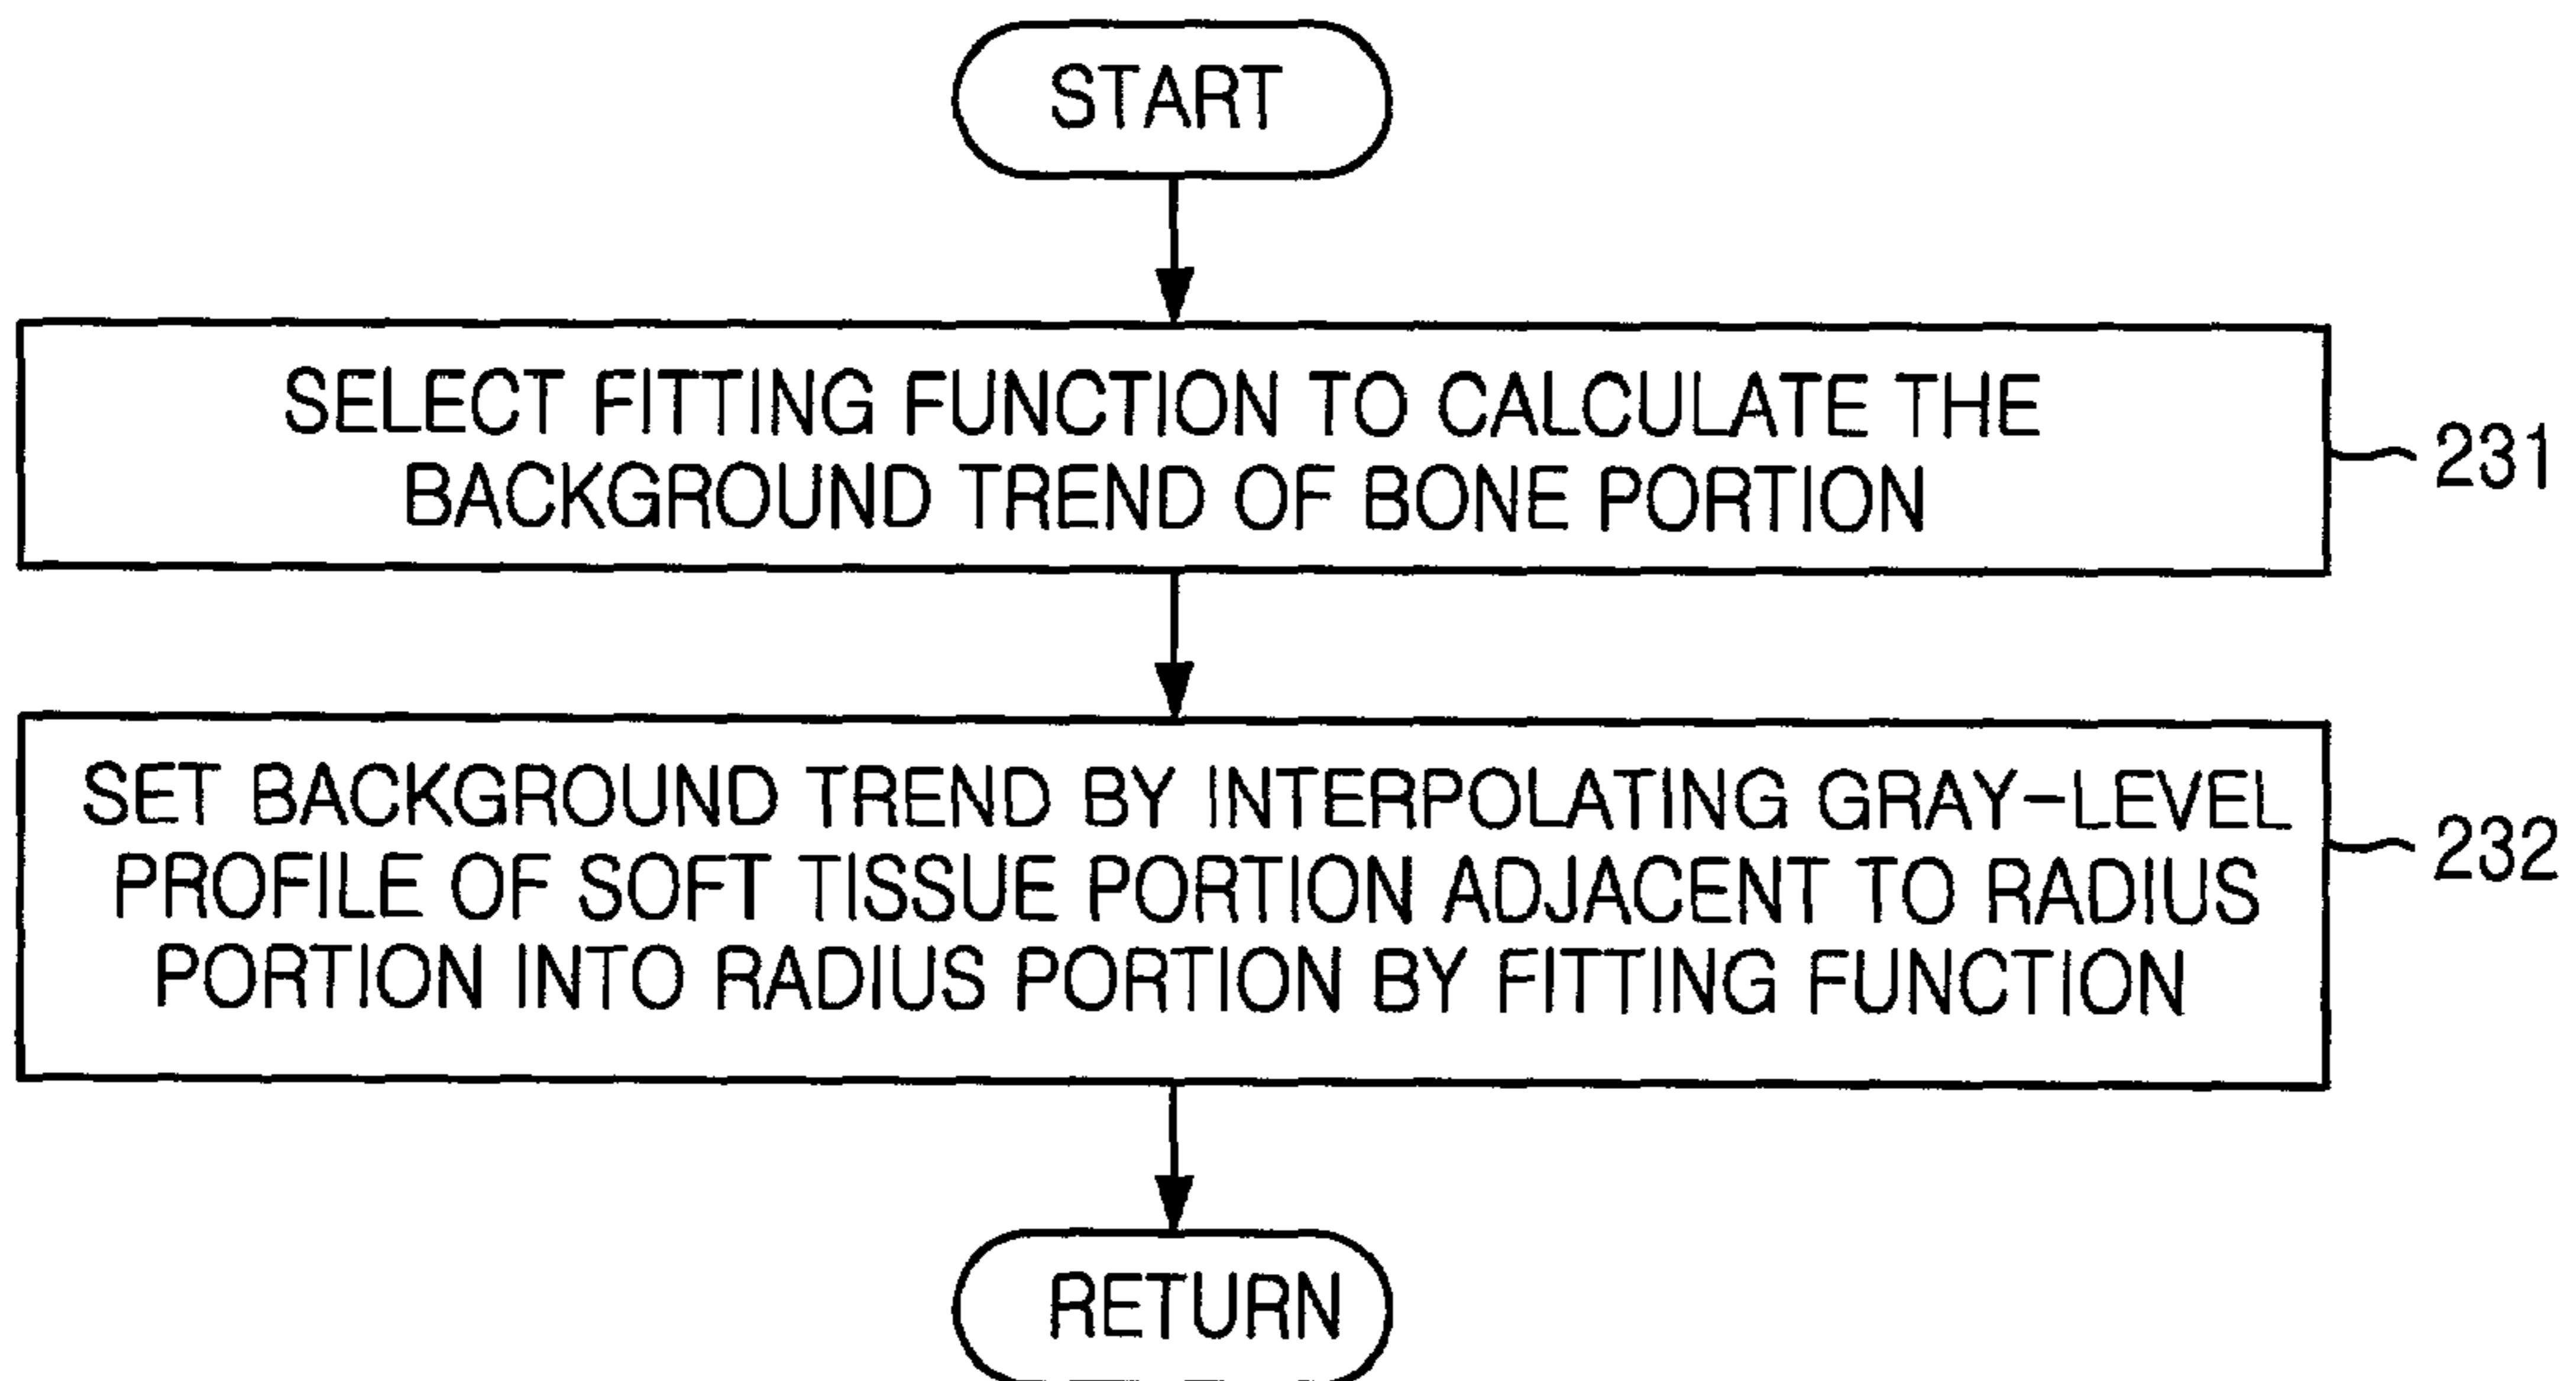 START
SELECT FITTING FUNCTION TO CALCULATE THE
BACKGROUND TREND OF BONE PORTION
231
SET BACKGROUND TREND BY INTERPOLATING GRAY-LEVEL
PROFILE OF SOFT TISSUE PORTION ADJACENT TO RADIUS
PORTION INTO RADIUS PORTION BY FITTING FUNCTION
232
RETURN